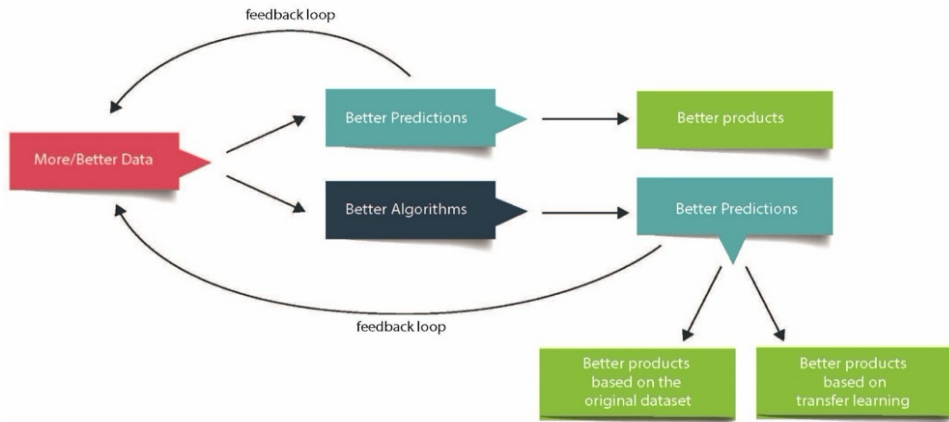 feedback loop
Better Predictions
Better products
More/Better Data
Better Algorithms
Better Predictions
feedback loop
Better products
based on the
original dataset
Better products
based on
transfer learning